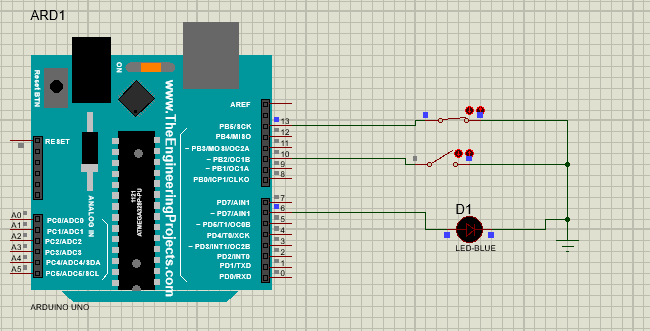 ARD1
Reset BTN
ON
www.TheEngineeringProjects.com
1121
ATMEGA328P-PU
RESET
ANALOG IN
A0
A1
A2
A3
A4
A5
PC0/ADC0
PC1/ADC1
PC2/ADC2
PC3/ADC3
PC4/ADC4/SDA
PC5/ADC5/SCL
AREF
PB5/SCK 13
PB4/MISO 12
~ PB3/MOSI/OC2A 11
~ PB2/OC1B 10
~ PB1/OC1A 9
PB0/ICP1/CLKO 8
PD7/AIN1 7
~ PD7/AIN1 6
~ PD5/T1/OC0B 5
PD4/T0/XCK 4
~ PD3/INT1/OC2B 3
PD2/INT0 2
PD1/TXD 1
PD0/RXD 0
D1
LED-BLUE
ARDUINO UNO